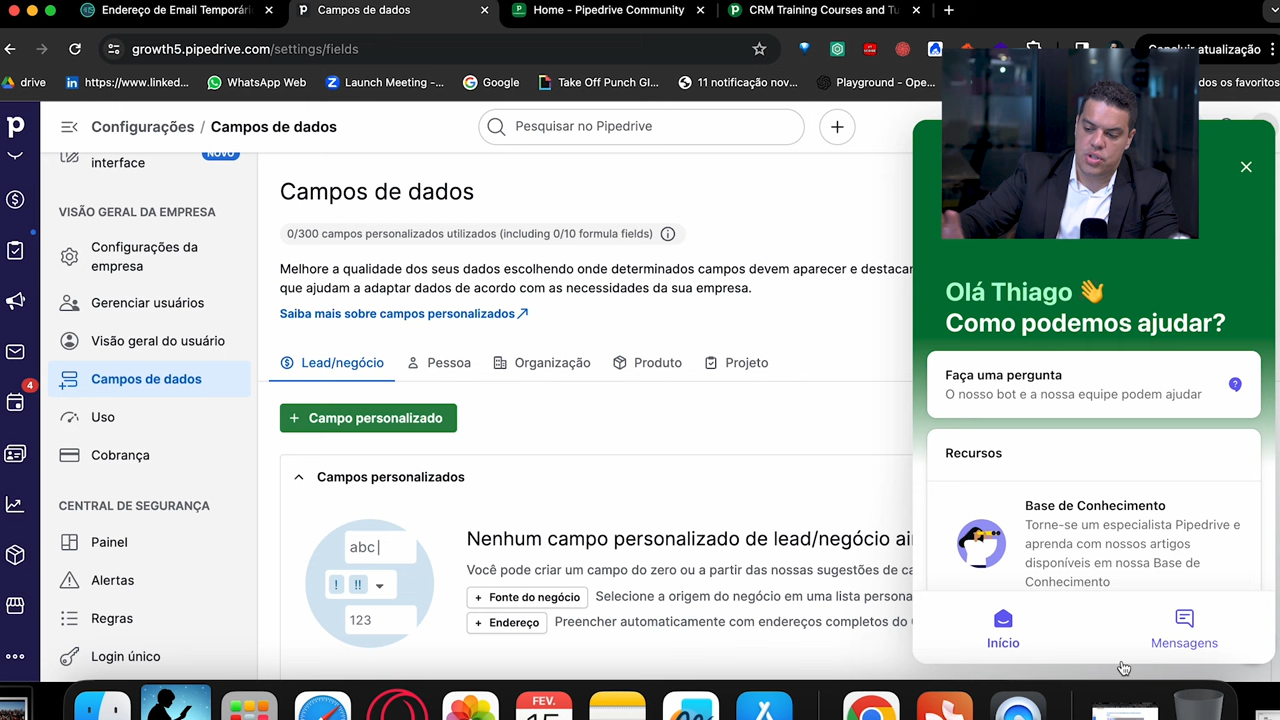 Endereço de Email Temporári
Campos de dados
Home - Pipedrive Community
CRM Training Courses and Tu
growth5.pipedrive.com/settings/fields
Concluir atualização
drive
https://www.linked...
WhatsApp Web
Launch Meeting -...
Google
Take Off Punch Gl...
11 notificação nov...
Playground - Ope...
dos os favoritos
Configurações / Campos de dados
Pesquisar no Pipedrive
interface
NOVO
VISÃO GERAL DA EMPRESA
Configurações da
empresa
Gerenciar usuários
Visão geral do usuário
Campos de dados
Uso
Cobrança
CENTRAL DE SEGURANÇA
Painel
Alertas
Regras
Login único
4
Campos de dados
0/300 campos personalizados utilizados (including 0/10 formula fields)
Melhore a qualidade dos seus dados escolhendo onde determinados campos devem aparecer e destacar
que ajudam a adaptar dados de acordo com as necessidades da sua empresa.
Saiba mais sobre campos personalizados
Lead/negócio
Pessoa
Organização
Produto
Projeto
+ Campo personalizado
Campos personalizados
abc|
! !!
123
Nenhum campo personalizado de lead/negócio ai
Você pode criar um campo do zero ou a partir das nossas sugestões de ca
+ Fonte do negócio Selecione a origem do negócio em uma lista persona
+ Endereço Preencher automaticamente com endereços completos do
Olá Thiago 👋
Como podemos ajudar?
Faça uma pergunta
O nosso bot e a nossa equipe podem ajudar
Recursos
Base de Conhecimento
Torne-se um especialista Pipedrive e
aprenda com nossos artigos
disponíveis em nossa Base de
Conhecimento
Início
Mensagens
FEV.